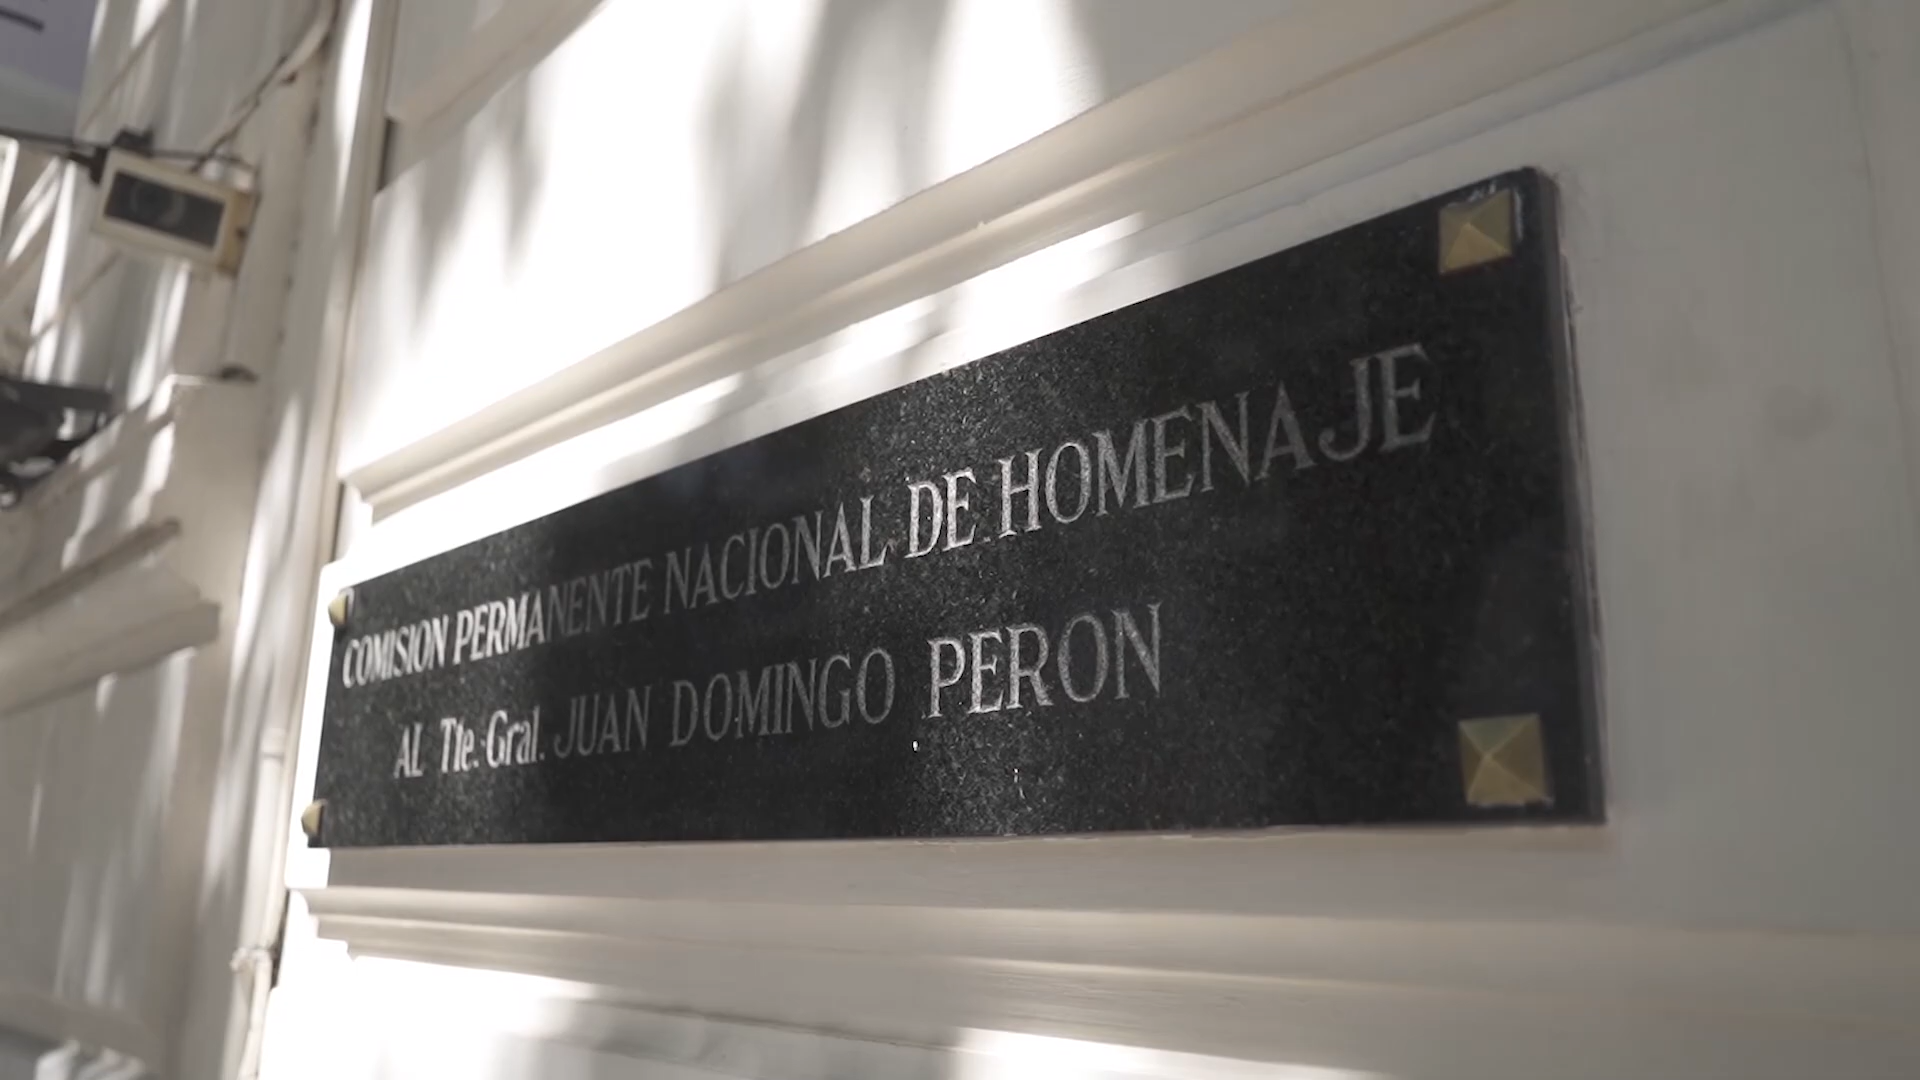 COMISION PERMANENTE NACIONAL DE HOMENAJE
AL Tte. Gral. JUAN DOMINGO PERON